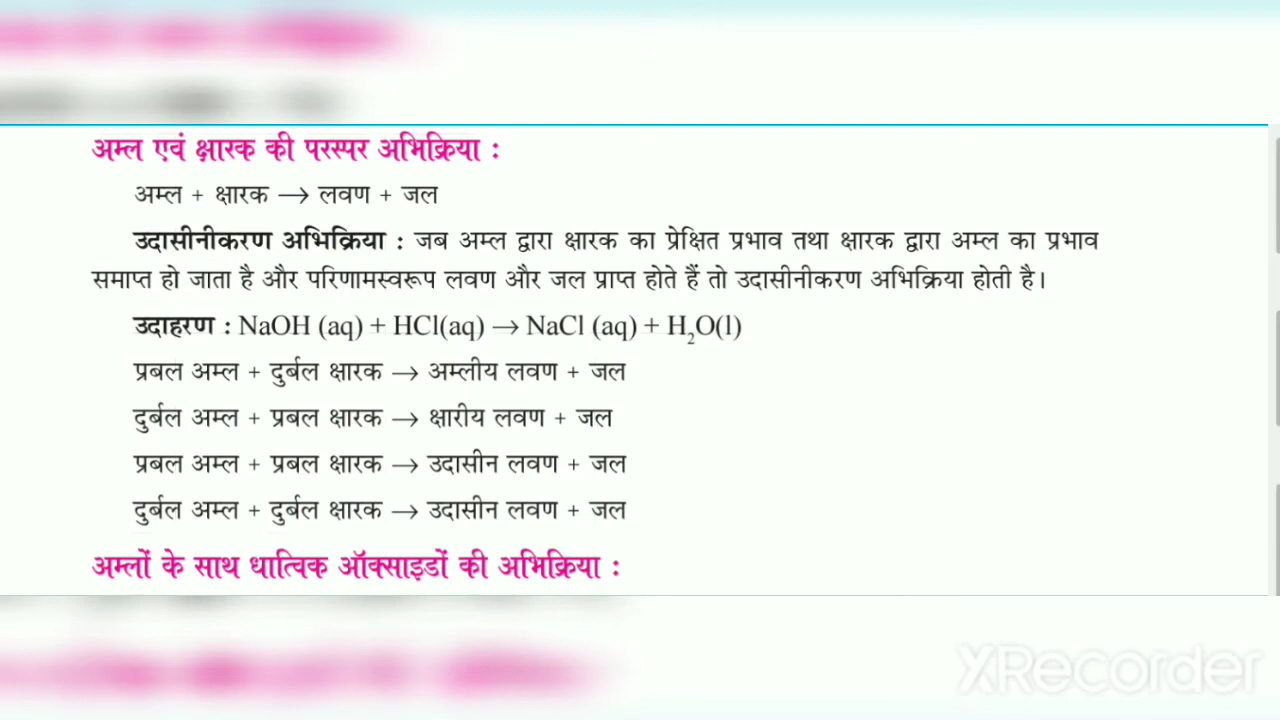 अम्ल एवं क्षारक की परस्पर अभिक्रिया :
अम्ल + क्षारक → लवण + जल
उदासीनीकरण अभिक्रिया : जब अम्ल द्वारा क्षारक का प्रेक्षित प्रभाव तथा क्षारक द्वारा अम्ल का प्रभाव
समाप्त हो जाता है और परिणामस्वरूप लवण और जल प्राप्त होते हैं तो उदासीनीकरण अभिक्रिया होती है।
उदाहरण : NaOH (aq) + HCl(aq) → NaCl (aq) + H₂O(l)
प्रबल अम्ल + दुर्बल क्षारक → अम्लीय लवण + जल
दुर्बल अम्ल + प्रबल क्षारक → क्षारीय लवण + जल
प्रबल अम्ल + प्रबल क्षारक → उदासीन लवण + जल
दुर्बल अम्ल + दुर्बल क्षारक → उदासीन लवण + जल
अम्लों के साथ धात्विक ऑक्साइडों की अभिक्रिया :
XRecorder